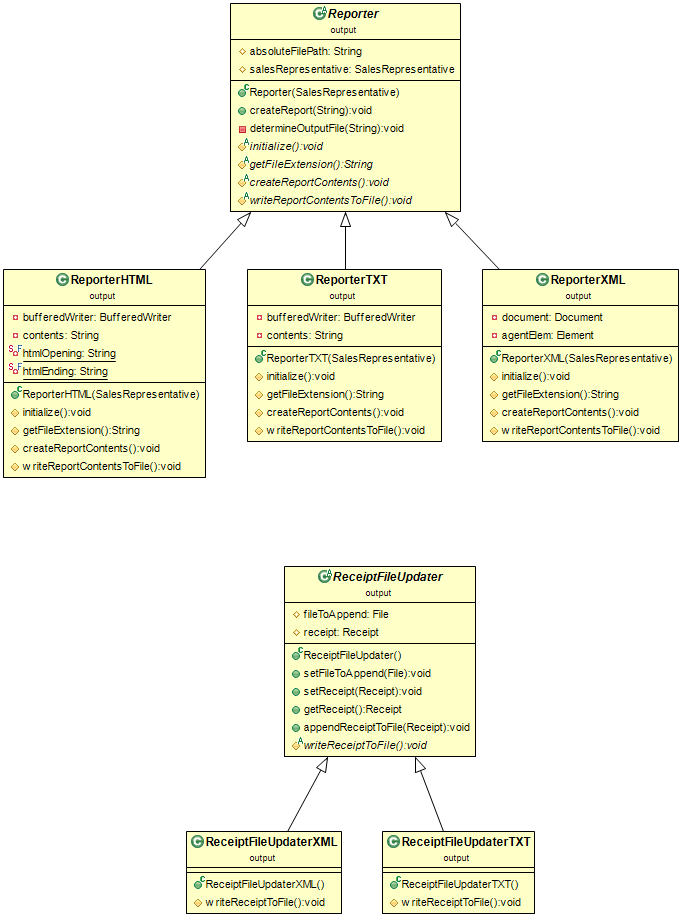 Reporter
output
absoluteFilePath: String
salesRepresentative: SalesRepresentative
Reporter(SalesRepresentative)
createReport(String):void
determineOutputFile(String):void
initialize():void
getFileExtension():String
createReportContents():void
writeReportContentsToFile():void
ReporterHTML
output
bufferedWriter: BufferedWriter
contents: String
htmlOpening: String
htmlEnding: String
ReporterHTML(SalesRepresentative)
initialize():void
getFileExtension():String
createReportContents():void
writeReportContentsToFile():void
ReporterTXT
output
bufferedWriter: BufferedWriter
contents: String
ReporterTXT(SalesRepresentative)
initialize():void
getFileExtension():String
createReportContents():void
writeReportContentsToFile():void
ReporterXML
output
document: Document
agentElem: Element
ReporterXML(SalesRepresentative)
initialize():void
getFileExtension():String
createReportContents():void
writeReportContentsToFile():void
ReceiptFileUpdater
output
fileToAppend: File
receipt: Receipt
ReceiptFileUpdater()
setFileToAppend(File):void
setReceipt(Receipt):void
getReceipt():Receipt
appendReceiptToFile(Receipt):void
writeReceiptToFile():void
ReceiptFileUpdaterXML
output
ReceiptFileUpdaterXML()
writeReceiptToFile():void
ReceiptFileUpdaterTXT
output
ReceiptFileUpdaterTXT()
writeReceiptToFile():void